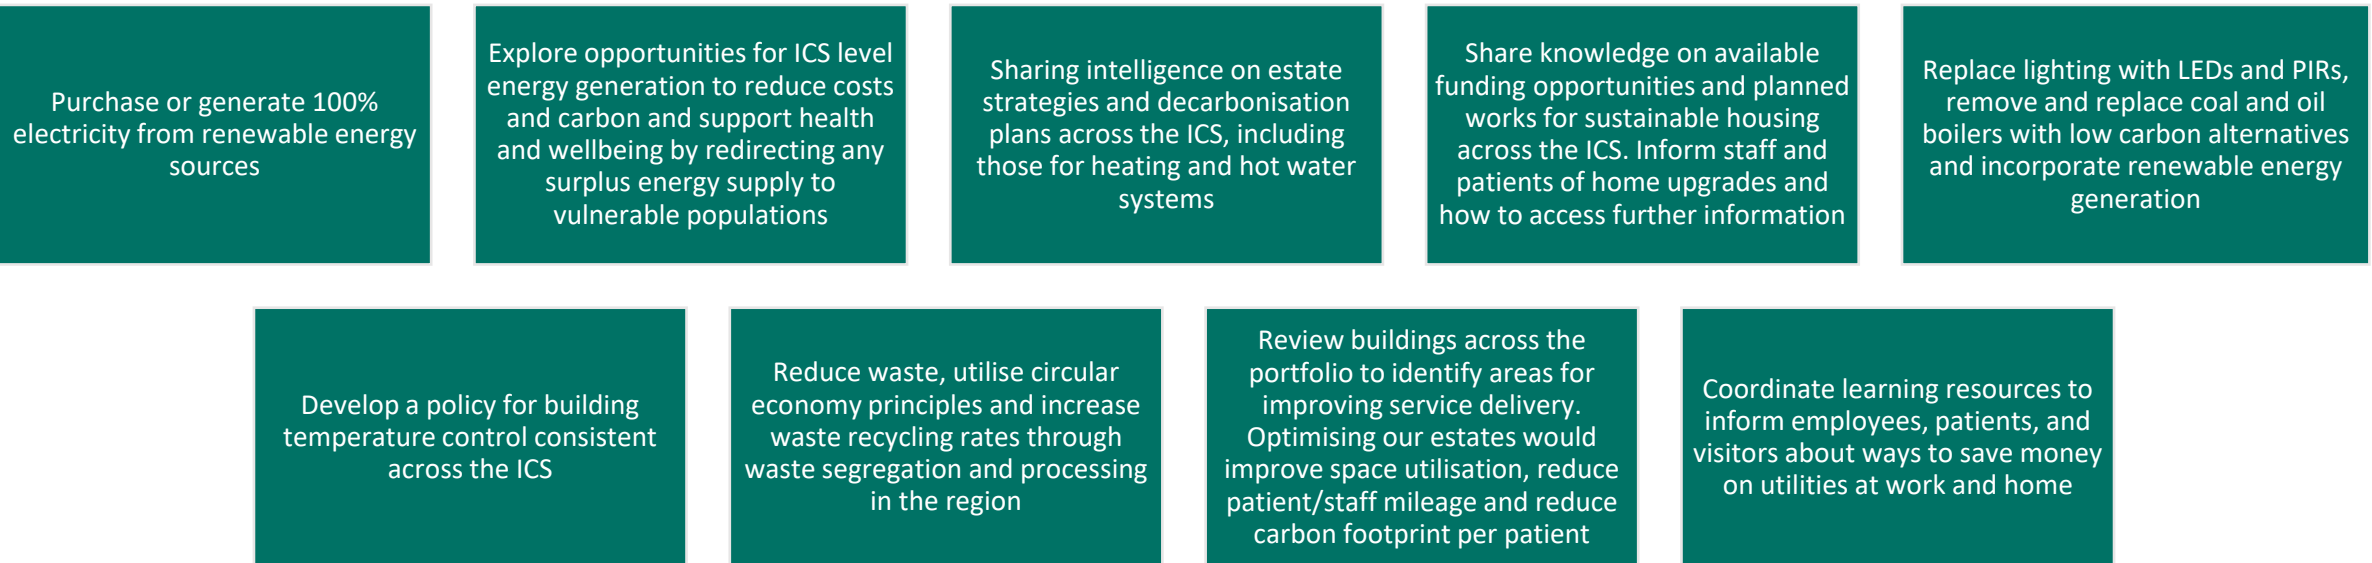 Purchase or generate 100%
electricity from renewable energy
sources
Explore opportunities for ICS level
energy generation to reduce costs
and carbon and support health
and wellbeing by redirecting any
surplus energy supply to
vulnerable populations
Sharing intelligence on estate
strategies and decarbonisation
plans across the ICS, including
those for heating and hot water
systems
Share knowledge on available
funding opportunities and planned
works for sustainable housing
across the ICS. Inform staff and
patients of home upgrades and
how to access further information
Replace lighting with LEDs and PIRs,
remove and replace coal and oil
boilers with low carbon alternatives
and incorporate renewable energy
generation
Develop a policy for building
temperature control consistent
across the ICS
Reduce waste, utilise circular
economy principles and increase
waste recycling rates through
waste segregation and processing
in the region
Review buildings across the
portfolio to identify areas for
improving service delivery.
Optimising our estates would
improve space utilisation, reduce
patient/staff mileage and reduce
carbon footprint per patient
Coordinate learning resources to
inform employees, patients, and
visitors about ways to save money
on utilities at work and home